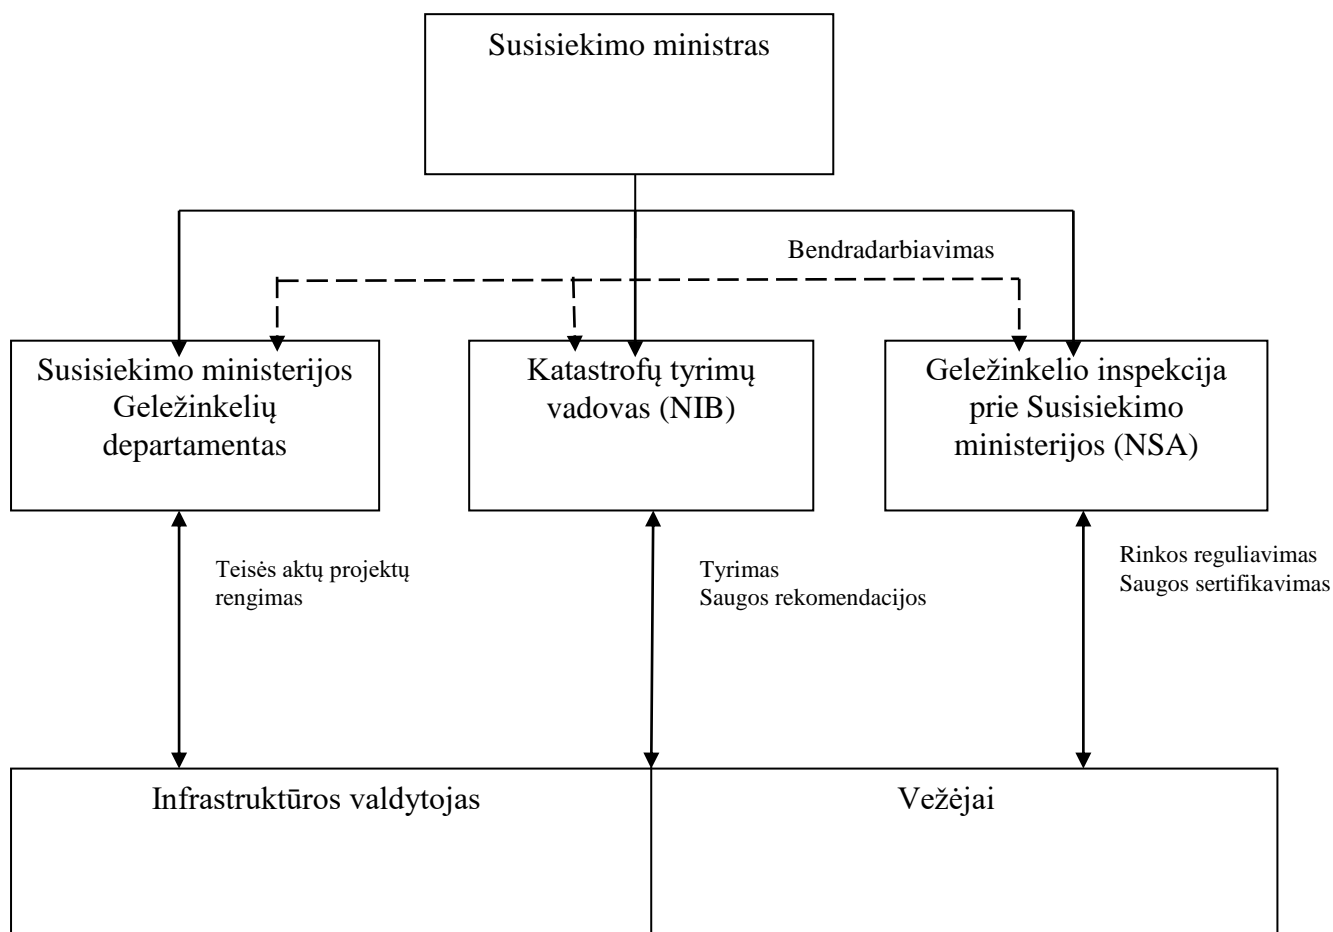 Susisiekimo ministras
Bendradarbiavimas
Susisiekimo ministerijos
Geležinkelių
departamentas
Katastrofų tyrimų
vadovas (NIB)
Geležinkelio inspekcija
prie Susisiekimo
ministerijos (NSA)
Teisės aktų projektų
rengimas
Tyrimas
Saugos rekomendacijos
Rinkos reguliavimas
Saugos sertifikavimas
Infrastruktūros valdytojas
Vežėjai